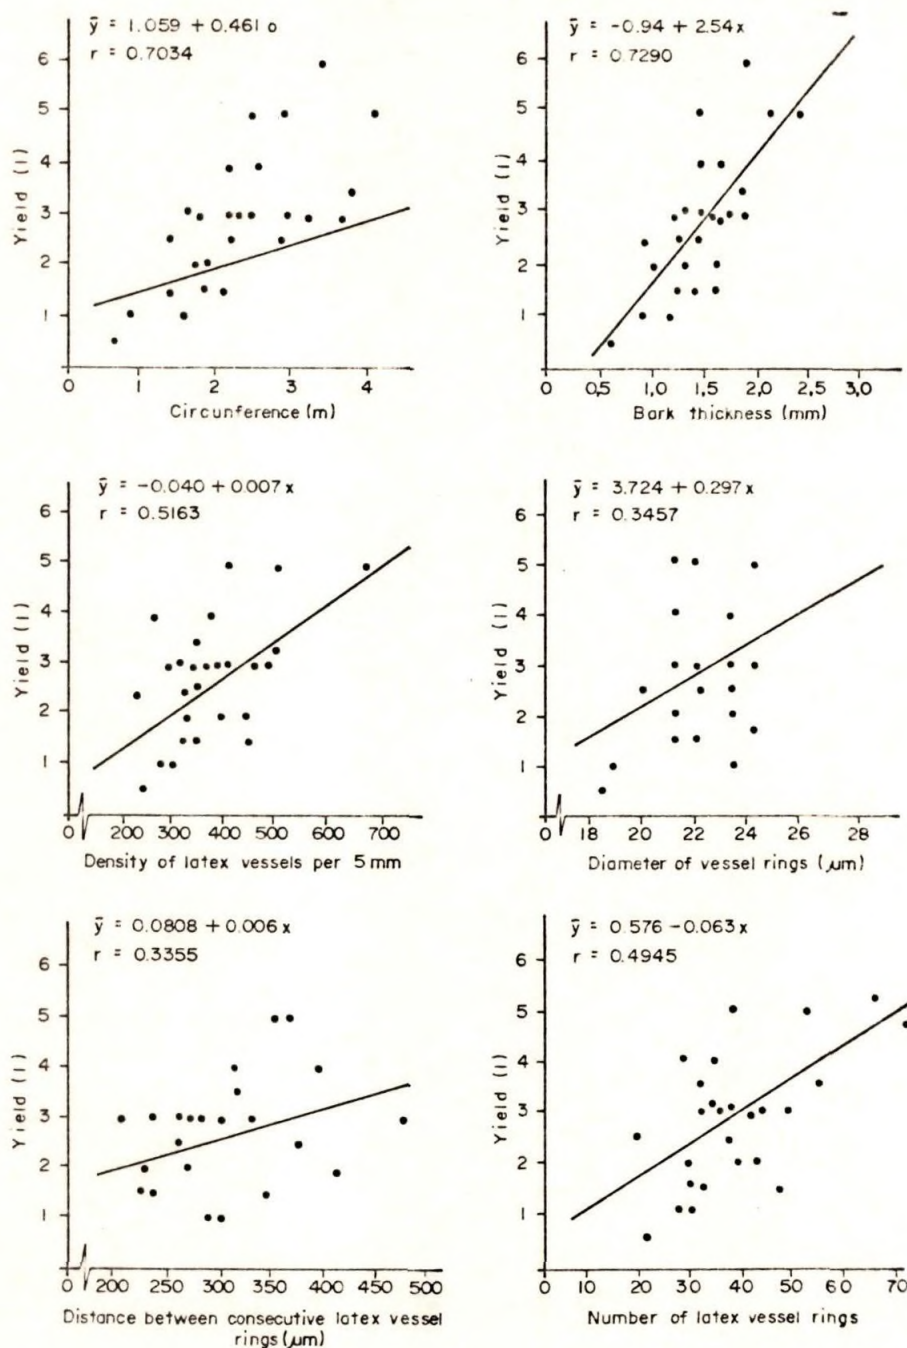 ȳ = 1.059 + 0.461 o
r = 0.7034
Yield (l)
6
5
4
3
2
1
0 1 2 3 4
Circunference (m)
ȳ = -0.94 + 2.54x
r = 0.7290
Yield (l)
6
5
4
3
2
1
0 0,5 1,0 1,5 2,0 2,5 3,0
Bark thickness (mm)
ȳ = -0.040 + 0.007x
r = 0.5163
Yield (l)
6
5
4
3
2
1
0 200 300 400 500 600 700
Density of latex vessels per 5 mm
ȳ = 3.724 + 0.297x
r = 0.3457
Yield (l)
6
5
4
3
2
1
0 18 20 22 24 26 28
Diameter of vessel rings (µm)
ȳ = 0.0808 + 0.006x
r = 0.3355
Yield (l)
6
5
4
3
2
1
0 200 250 300 350 400 450 500
Distance between consecutive latex vessel
rings (µm)
ȳ = 0.576 - 0.063x
r = 0.4945
Yield (l)
6
5
4
3
2
1
0 10 20 30 40 50 60 70
Number of latex vessel rings